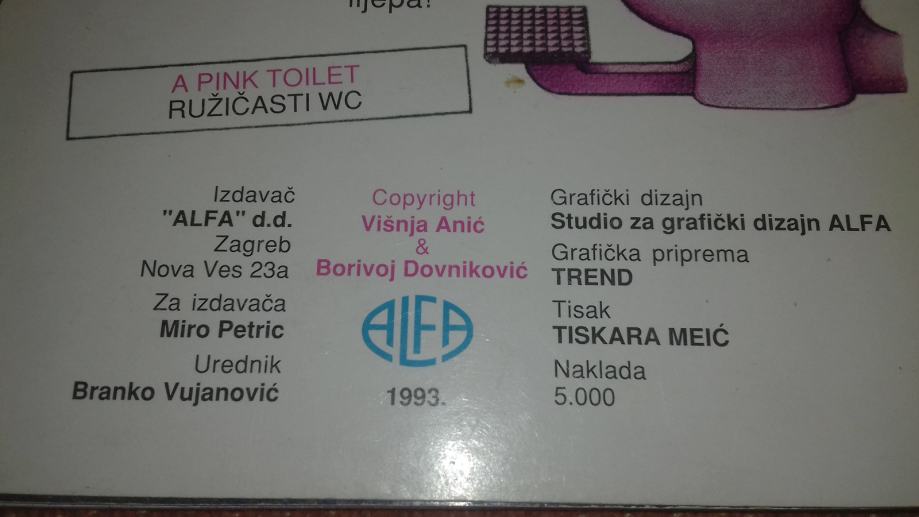 lijepa!
A PINK TOILET
RUŽIČASTI WC
Izdavač
"ALFA" d.d.
Zagreb
Nova Ves 23a
Za izdavača
Miro Petric
Urednik
Branko Vujanović
Copyright
Višnja Anić
&
Borivoj Dovniković
ALFA
1993.
Grafički dizajn
Studio za grafički dizajn ALFA
Grafička priprema
TREND
Tisak
TISKARA MEIĆ
Naklada
5.000